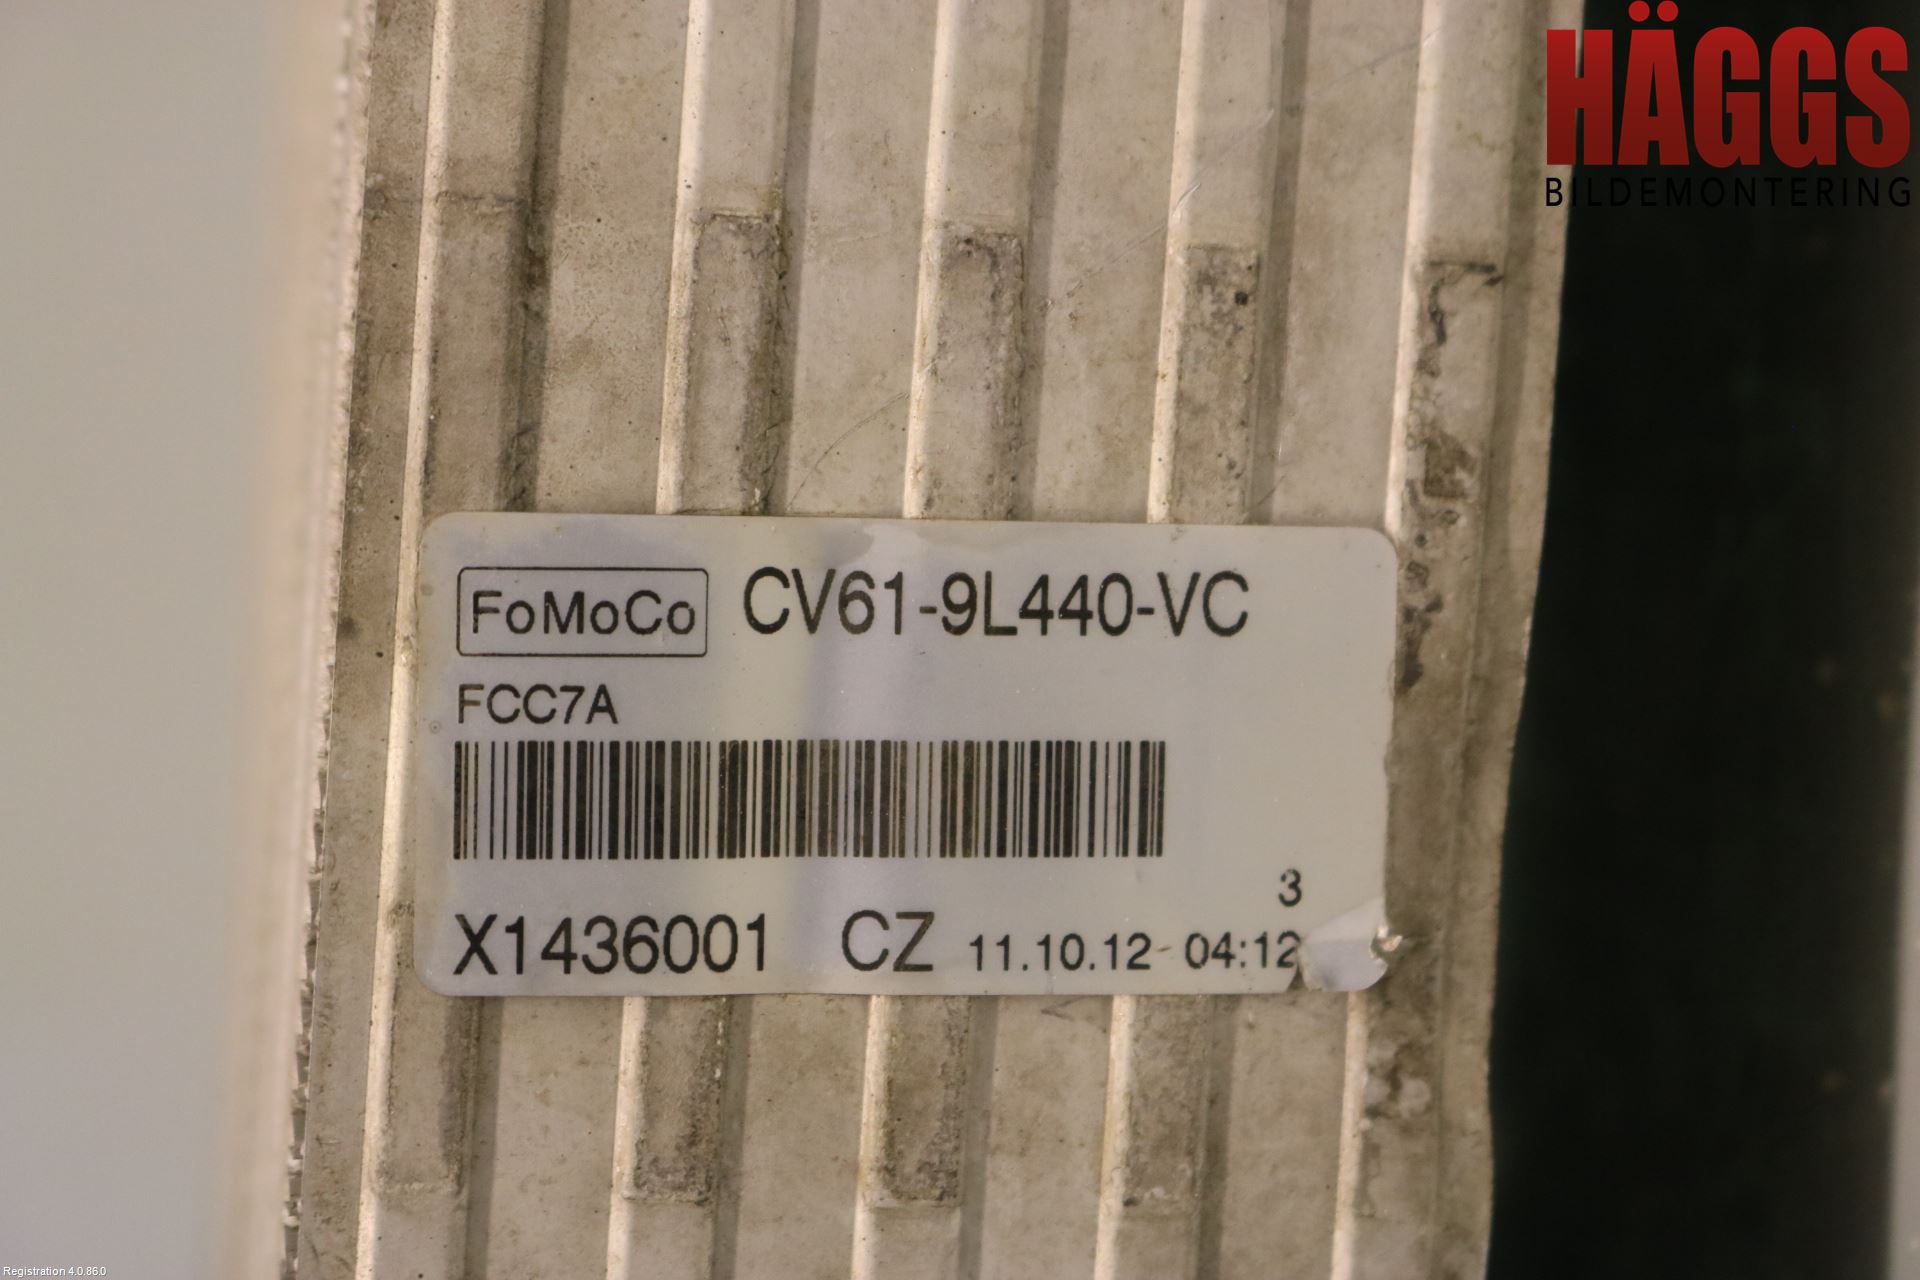 HÄGGS
BILDEMONTERING
FoMoCo CV61-9L440-VC
FCC7A
3
X1436001 CZ 11.10.12 04:12
Registration 4.0.86.0